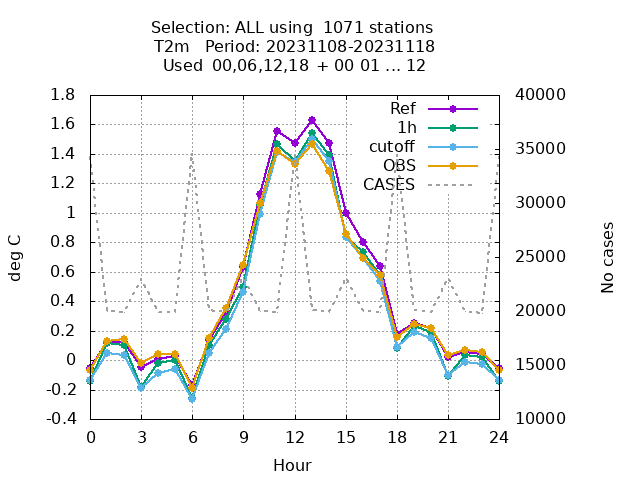 Selection: ALL using  1071 stations
T2m   Period: 20231108-20231118
Used  00,06,12,18 + 00 01 ... 12
1.8
1.6
1.4
1.2
1
0.8
0.6
0.4
0.2
0
-0.2
-0.4
deg C
40000
35000
30000
25000
20000
15000
10000
No cases
Ref
1h
cutoff
OBS
CASES
0 3 6 9 12 15 18 21 24
Hour